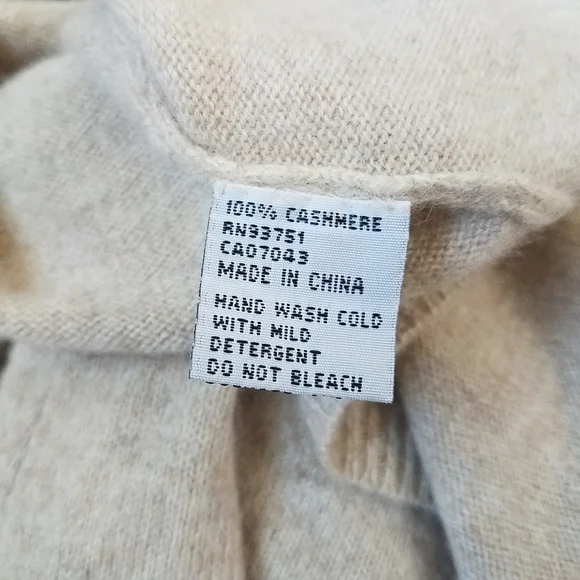 100% CASHMERE
RN93751
CA07043
MADE IN CHINA
HAND WASH COLD
WITH MILD
DETERGENT
DO NOT BLEACH